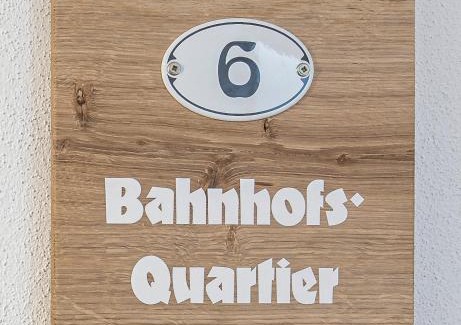 6
Bahnhofs-
Quartier